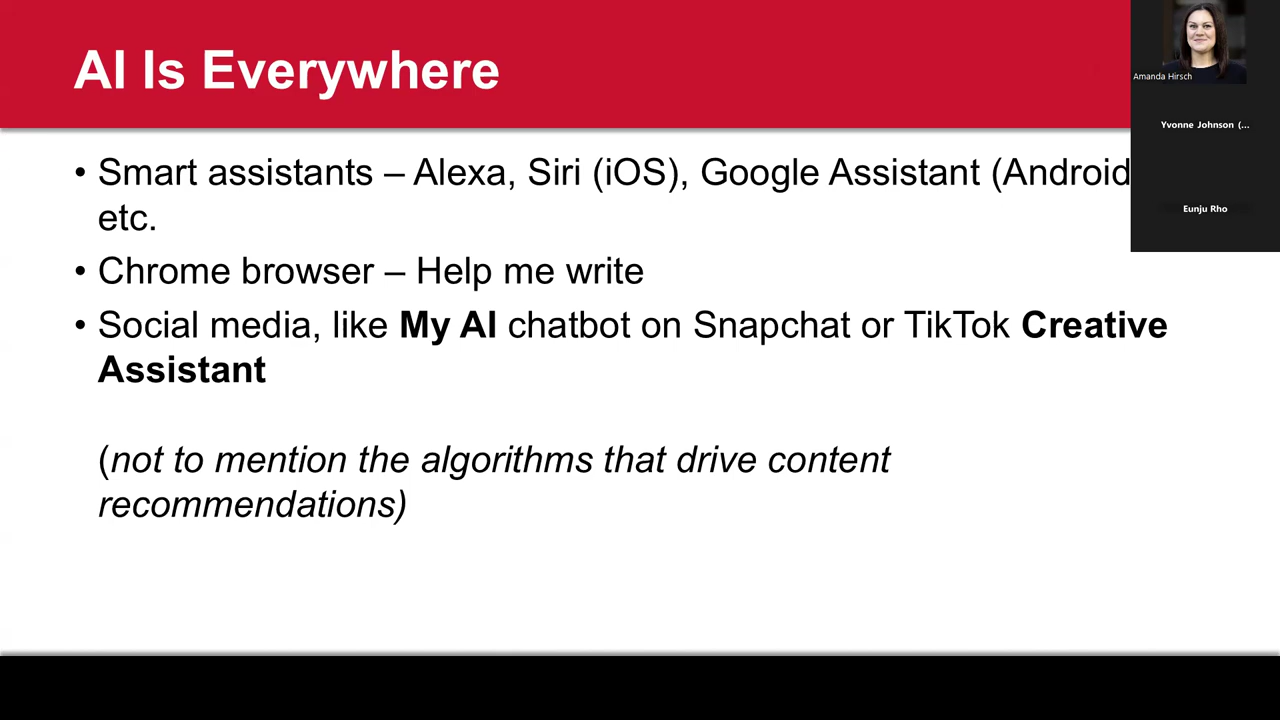 AI Is Everywhere
Amanda Hirsch
Yvonne Johnson (...
Eunju Rho
• Smart assistants – Alexa, Siri (iOS), Google Assistant (Android
etc.
• Chrome browser – Help me write
• Social media, like My AI chatbot on Snapchat or TikTok Creative
Assistant
(not to mention the algorithms that drive content
recommendations)